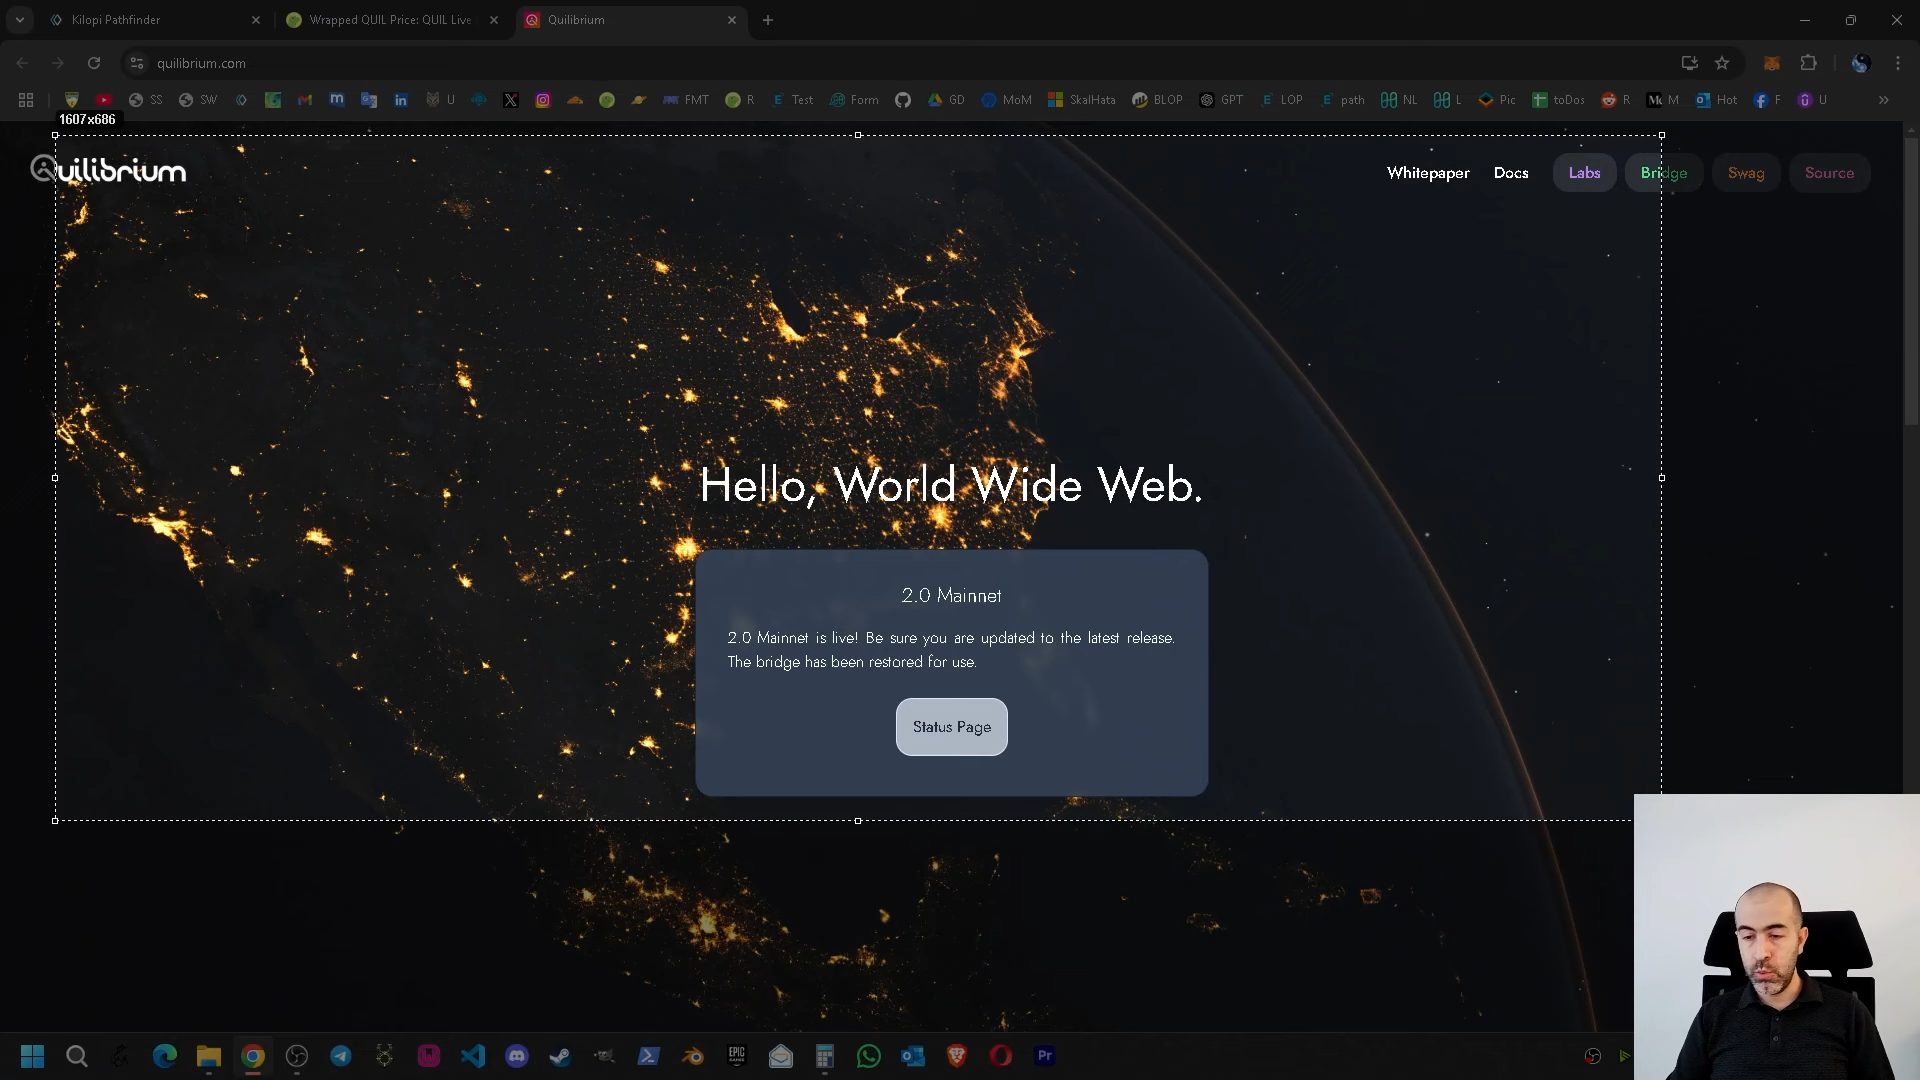 Kilopi Pathfinder
Wrapped QUIL Price: QUIL Live
Quilibrium
quilibrium.com
SS
SW
U
FMT
R
Test
Form
GD
MoM
SkalHata
BLOP
GPT
LOP
path
NL
L
Pic
toDos
R
M
Hot
F
U
1607x686
Quilibrium
Whitepaper
Docs
Labs
Bridge
Swag
Source
Hello, World Wide Web.
2.0 Mainnet
2.0 Mainnet is live! Be sure you are updated to the latest release.
The bridge has been restored for use.
Status Page
EPIC
GAMES
Pr